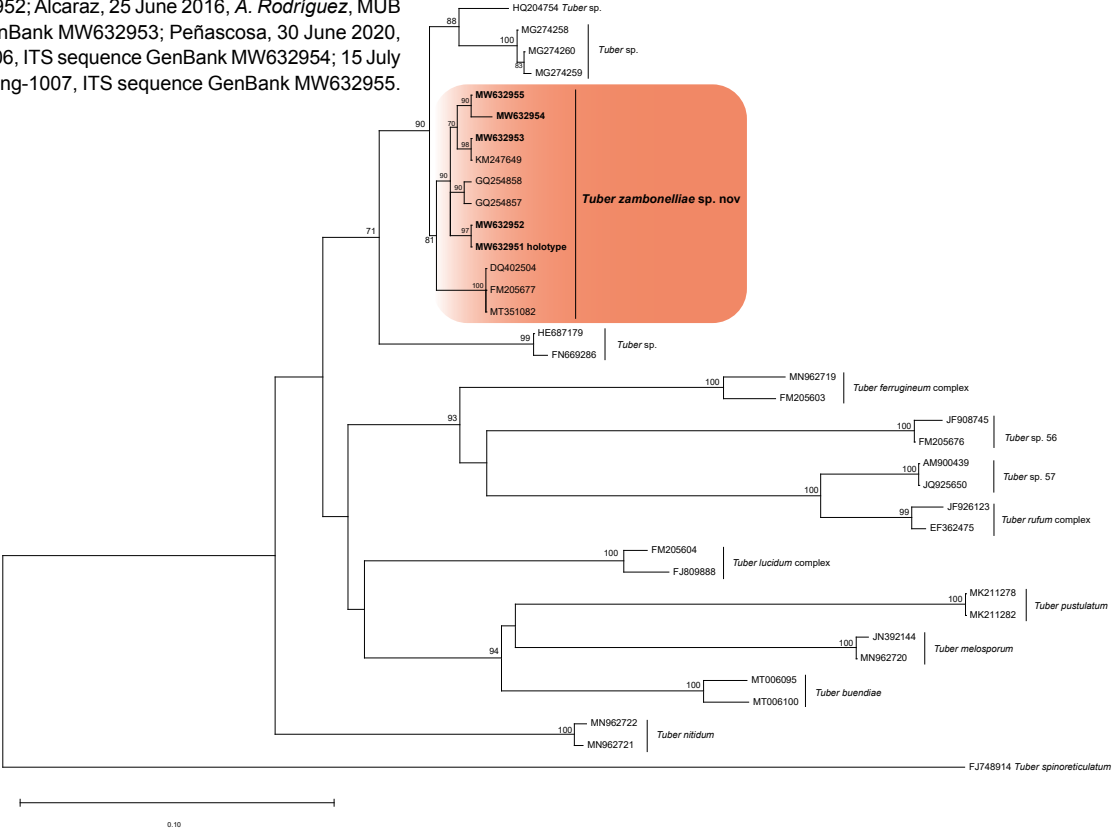 952; Alcaraz, 25 June 2016, A. Rodríguez, MUB
nBank MW632953; Peñascosa, 30 June 2020,
06, ITS sequence GenBank MW632954; 15 July
ng-1007, ITS sequence GenBank MW632955.
HQ204754 Tuber sp.
88
MG274258
100
MG274260
Tuber sp.
83
MG274259
MW632955
90
MW632954
90
70
MW632953
98
KM247649
90
GQ254858
90
GQ254857
Tuber zambonelliae sp. nov
MW632952
97
71
81
MW632951 holotype
DQ402504
100
FM205677
MT351082
HE687179
99
Tuber sp.
FN669286
MN962719
100
Tuber ferrugineum complex
FM205603
93
JF908745
100
Tuber sp. 56
FM205676
AM900439
100
Tuber sp. 57
JQ925650
100
JF926123
99
Tuber rufum complex
EF362475
FM205604
100
Tuber lucidum complex
FJ809888
MK211278
100
Tuber pustulatum
MK211282
JN392144
100
Tuber melosporum
94
MN962720
MT006095
100
Tuber buendiae
MT006100
MN962722
100
Tuber nitidum
MN962721
FJ748914 Tuber spinoreticulatum
0.10